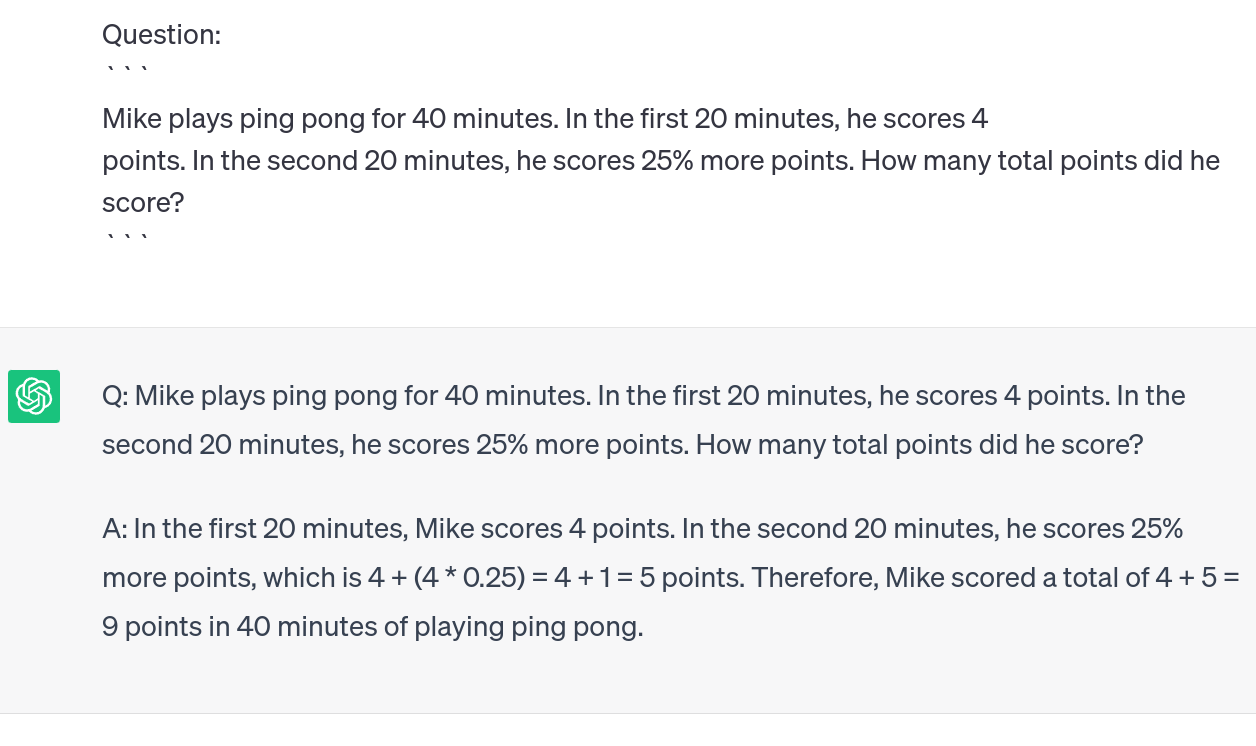 Question:
```
Mike plays ping pong for 40 minutes. In the first 20 minutes, he scores 4
points. In the second 20 minutes, he scores 25% more points. How many total points did he
score?
```
Q: Mike plays ping pong for 40 minutes. In the first 20 minutes, he scores 4 points. In the
second 20 minutes, he scores 25% more points. How many total points did he score?
A: In the first 20 minutes, Mike scores 4 points. In the second 20 minutes, he scores 25%
more points, which is 4 + (4 * 0.25) = 4 + 1 = 5 points. Therefore, Mike scored a total of 4 + 5 =
9 points in 40 minutes of playing ping pong.